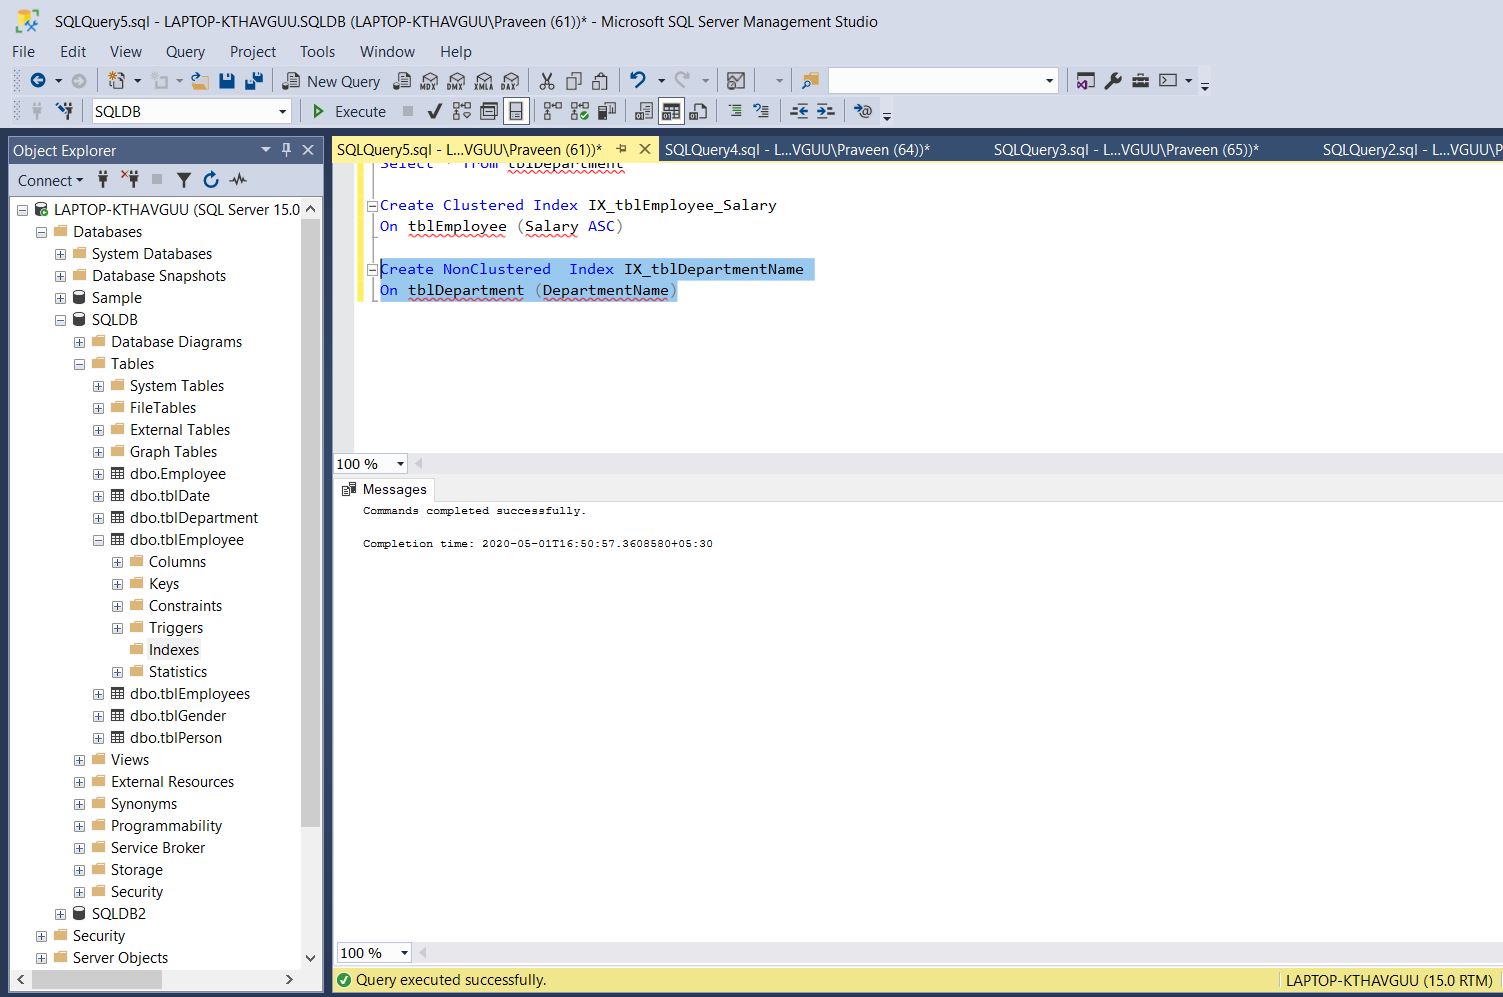 SQLQuery5.sql - LAPTOP-KTHAVGUU.SQLDB (LAPTOP-KTHAVGUU\Praveen (61))* - Microsoft SQL Server Management Studio
File Edit View Query Project Tools Window Help
New Query MDX DMX XMLA DAX
SQLDB Execute
Object Explorer
Connect
LAPTOP-KTHAVGUU (SQL Server 15.0
Databases
System Databases
Database Snapshots
Sample
SQLDB
Database Diagrams
Tables
System Tables
FileTables
External Tables
Graph Tables
dbo.Employee
dbo.tblDate
dbo.tblDepartment
dbo.tblEmployee
Columns
Keys
Constraints
Triggers
Indexes
Statistics
dbo.tblEmployees
dbo.tblGender
dbo.tblPerson
Views
External Resources
Synonyms
Programmability
Service Broker
Storage
Security
SQLDB2
Security
Server Objects
SQLQuery5.sql - L...VGUU\Praveen (61))* SQLQuery4.sql - L...VGUU\Praveen (64))* SQLQuery3.sql - L...VGUU\Praveen (65))* SQLQuery2.sql - L...VGUU\P
Select * from tblDepartment
Create Clustered Index IX_tblEmployee_Salary
On tblEmployee (Salary ASC)
Create NonClustered Index IX_tblDepartmentName
On tblDepartment (DepartmentName)
100 %
Messages
Commands completed successfully.
Completion time: 2020-05-01T16:50:57.3608580+05:30
100 %
Query executed successfully. LAPTOP-KTHAVGUU (15.0 RTM)